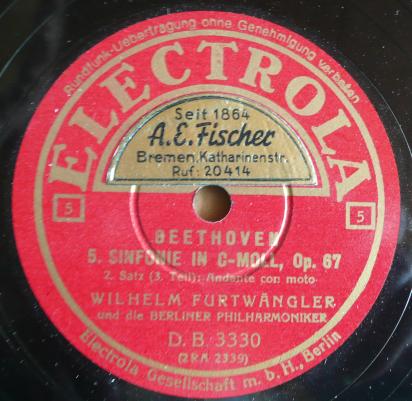 Rundfunk-Uebertragung ohne Genehmigung verboten
ELECTROLA
Seit 1864
A.E. Fischer
Bremen, Katharinenstr.
Ruf: 20414
5 5
BEETHOVEN
5. SINFONIE IN C-MOLL, Op. 67
2. Satz (3. Teil): Andante con moto
WILHELM FURTWÄNGLER
und die BERLINER PHILHARMONIKER
D.B. 3330
(2RA 2339)
Electrola Gesellschaft m. b. H., Berlin